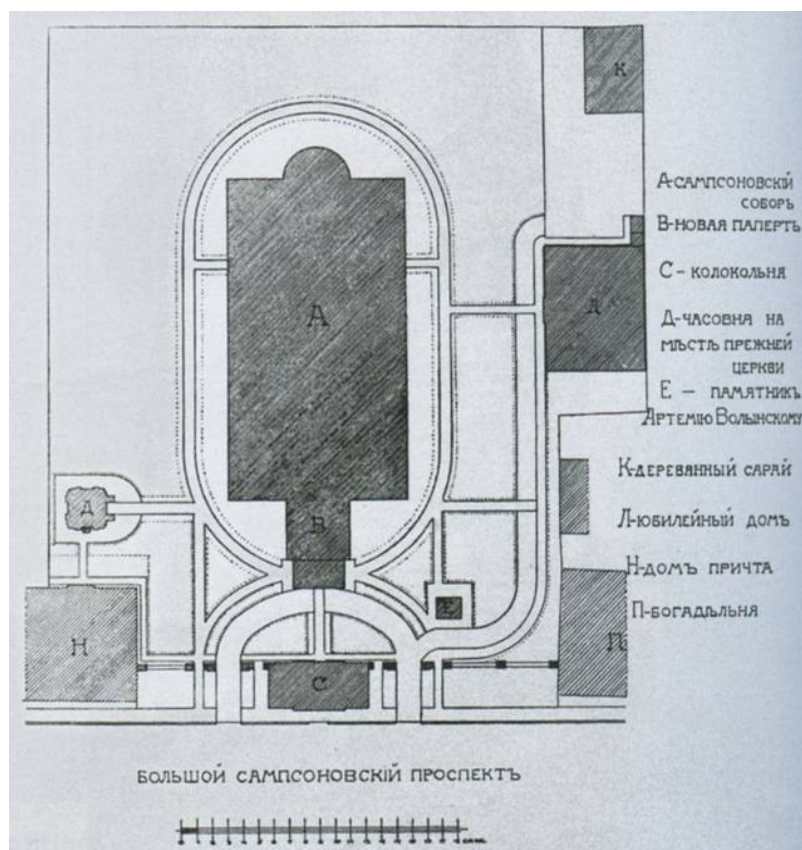 К
А-САМПСОНОВСКІЙ
СОБОРЪ
В-НОВАЯ ПАПЕРТЬ
С-КОЛОКОЛЬНЯ
Д-ЧАСОВНЯ НА
МѢСТѢ ПРЕЖНЕЙ
ЦЕРКВИ
Е-ПАМЯТНИКЪ
АРТЕМІЮ ВОЛЫНСКОМУ
К-ДЕРЕВЯННЫЙ САРАЙ
Л-ЮБИЛЕЙНЫЙ ДОМЪ
Н-ДОМЪ ПРИЧТА
П-БОГАДѢЛЬНЯ
А
Л
Д
В
Е
Н
П
С
БОЛЬШОЙ САМПСОНОВСКІЙ ПРОСПЕКТЪ